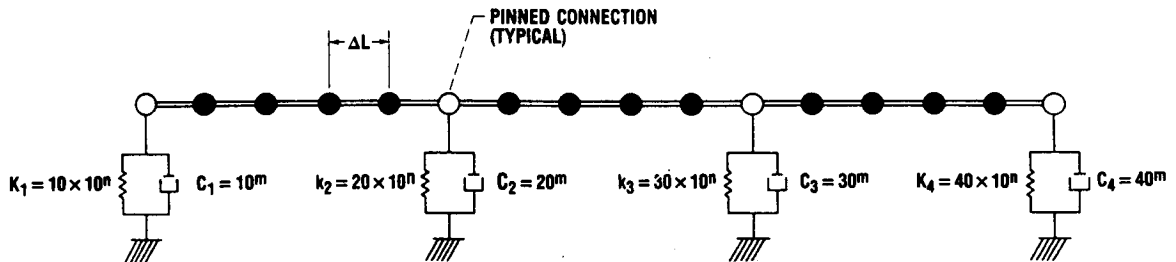 PINNED CONNECTION
(TYPICAL)
ΔL
K₁ = 10 × 10ⁿ
C₁ = 10ᵐ
k₂ = 20 × 10ⁿ
C₂ = 20ᵐ
k₃ = 30 × 10ⁿ
C₃ = 30ᵐ
K₄ = 40 × 10ⁿ
C₄ = 40ᵐ